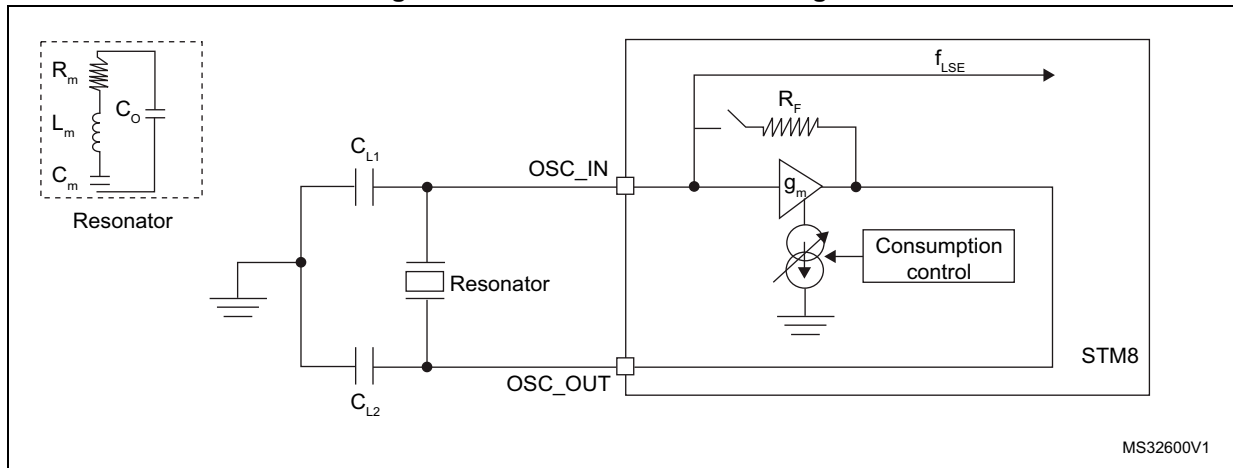 R_m
L_m
C_m
C_O
Resonator
C_L1
C_L2
Resonator
OSC_IN
OSC_OUT
f_LSE
R_F
g_m
Consumption
control
STM8
MS32600V1